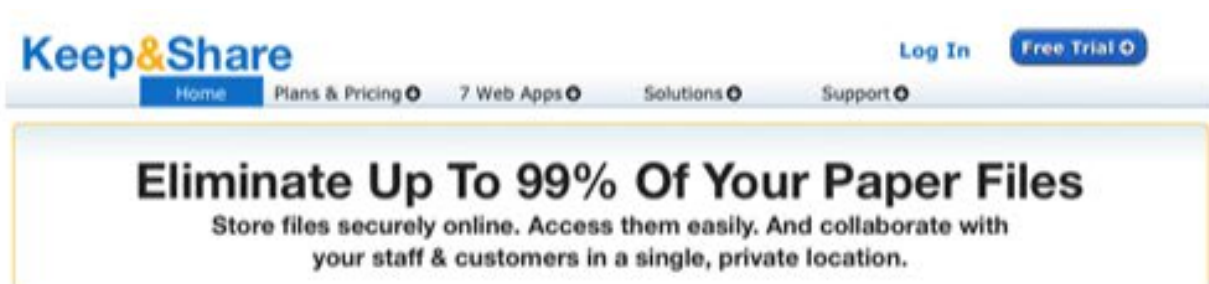 Keep&Share
Log In
Free Trial
Home
Plans & Pricing
7 Web Apps
Solutions
Support
Eliminate Up To 99% Of Your Paper Files
Store files securely online. Access them easily. And collaborate with
your staff & customers in a single, private location.